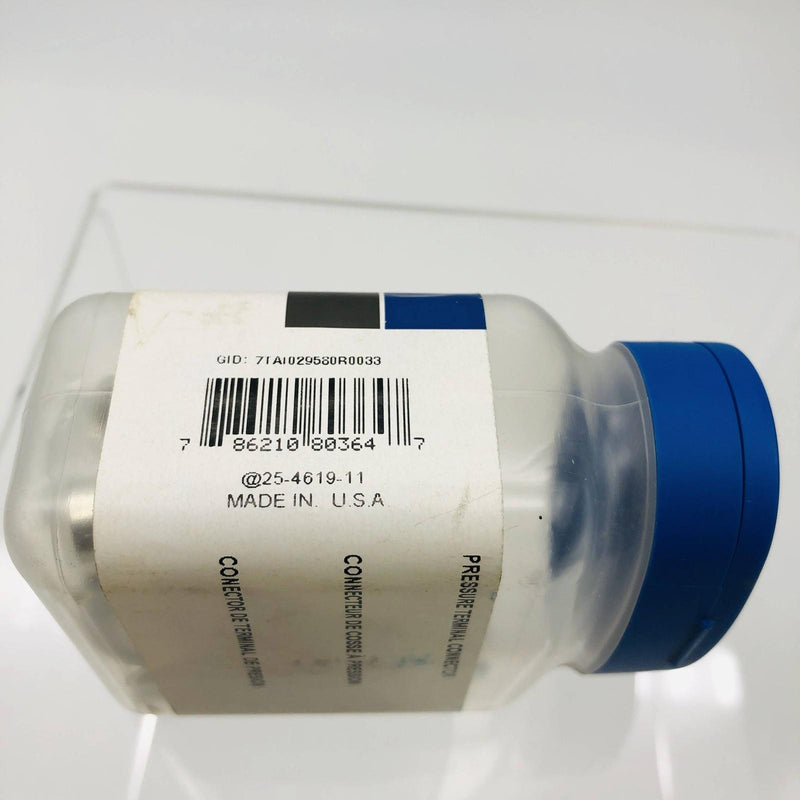 GID: 7TAI029580R0033
7 86210 80364 7
@25-4619-11
MADE IN. U.S.A
PRESSURE TERMINAL CONNECTOR
CONNECTEUR DE COSSE À PRESSION
CONECTOR DE TERMINAL DE PRESIÓN